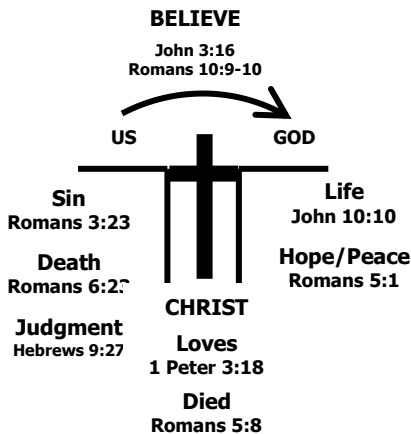 BELIEVE
John 3:16
Romans 10:9-10
US
GOD
Sin
Romans 3:23
Death
Romans 6:23
Judgment
Hebrews 9:27
CHRIST
Loves
1 Peter 3:18
Died
Romans 5:8
Life
John 10:10
Hope/Peace
Romans 5:1